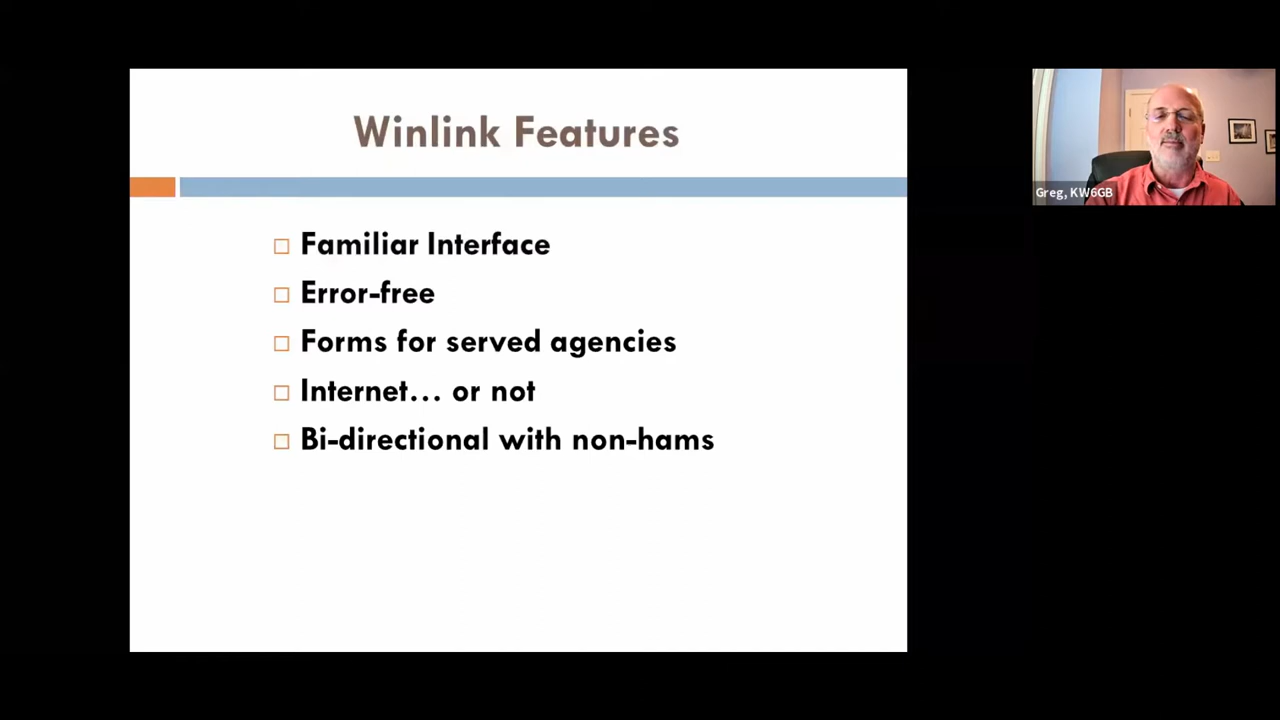 Winlink Features
Familiar Interface
Error-free
Forms for served agencies
Internet... or not
Bi-directional with non-hams
Greg, KW6GB